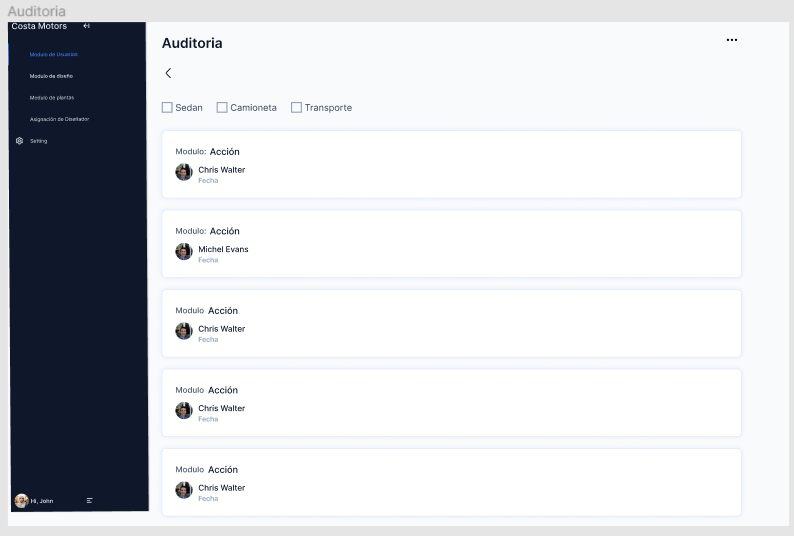 Auditoria
Costa Motors
Modulo de Usuarios
Modulo de diseño
Modulo de plantas
Asignación de Diseñador
Setting
Hi, John
Auditoria
Sedan Camioneta Transporte
Modulo: Acción
Chris Walter
Fecha
Modulo: Acción
Michel Evans
Fecha
Modulo Acción
Chris Walter
Fecha
Modulo Acción
Chris Walter
Fecha
Modulo Acción
Chris Walter
Fecha